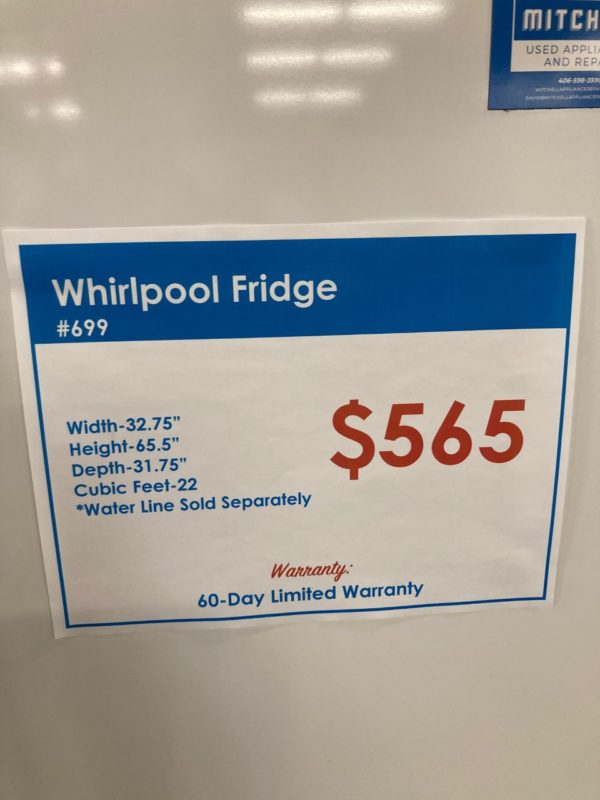 MITCH
USED APPLIA
AND REPA
Whirlpool Fridge
#699
Width-32.75"
Height-65.5"
Depth-31.75"
Cubic Feet-22
*Water Line Sold Separately
$565
Warranty:
60-Day Limited Warranty